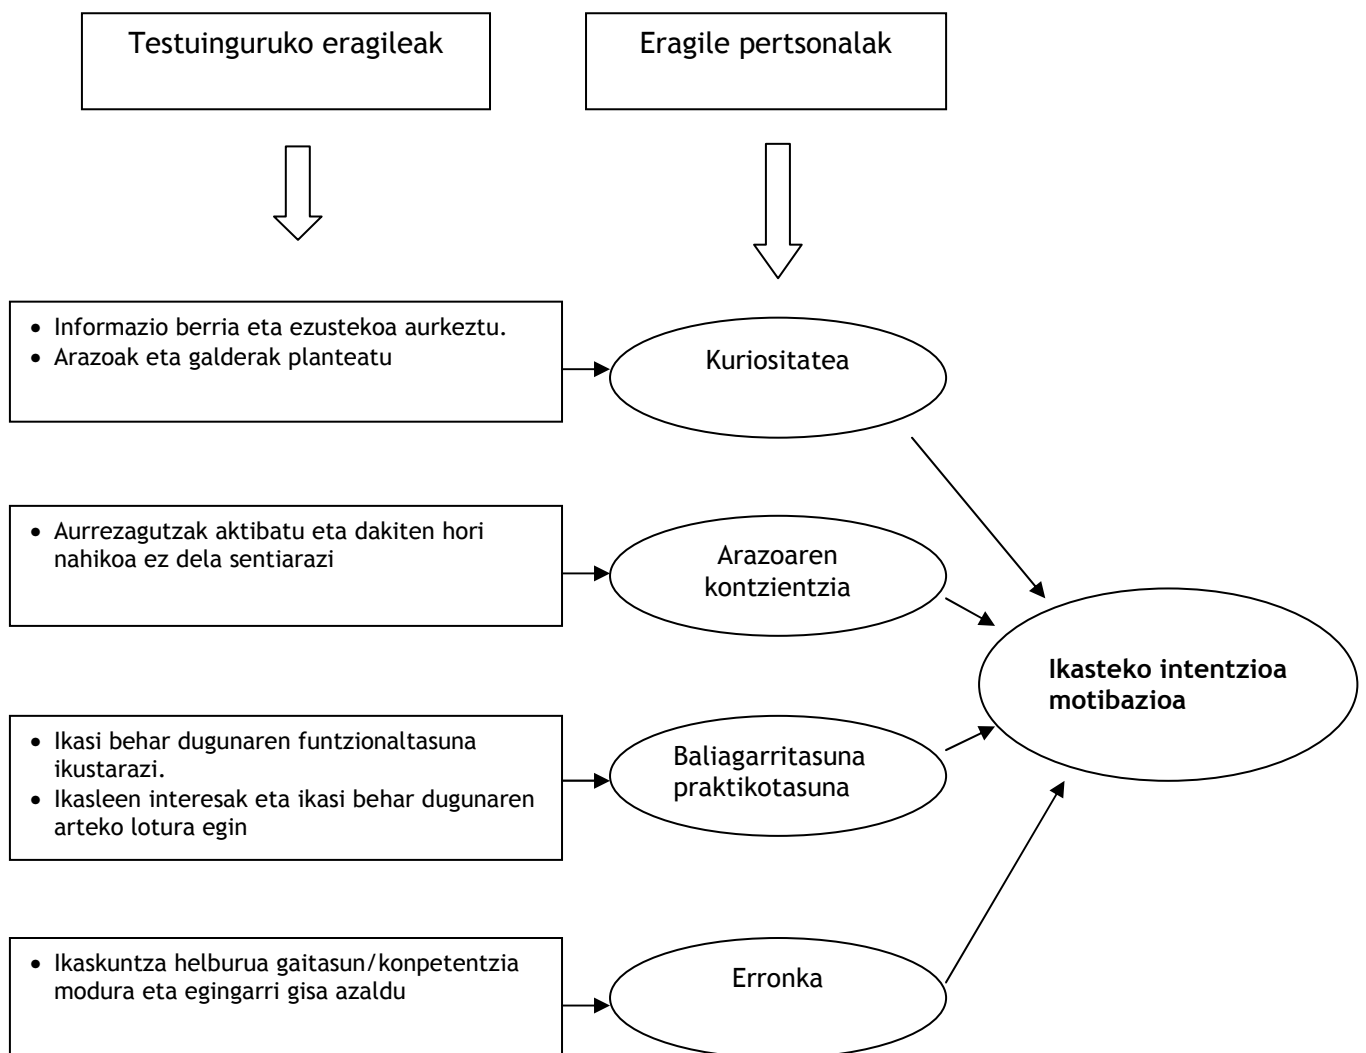 Testuinguruko eragileak
Eragile pertsonalak
• Informazio berria eta ezustekoa aurkeztu.
• Arazoak eta galderak planteatu
Kuriositatea
• Aurrezagutzak aktibatu eta dakiten hori
nahikoa ez dela sentiarazi
Arazoaren
kontzientzia
Ikasteko intentzioa
motibazioa
• Ikasi behar dugunaren funtzionaltasuna
ikustarazi.
• Ikasleen interesak eta ikasi behar dugunaren
arteko lotura egin
Baliagarritasuna
praktikotasuna
• Ikaskuntza helburua gaitasun/konpetentzia
modura eta egingarri gisa azaldu
Erronka